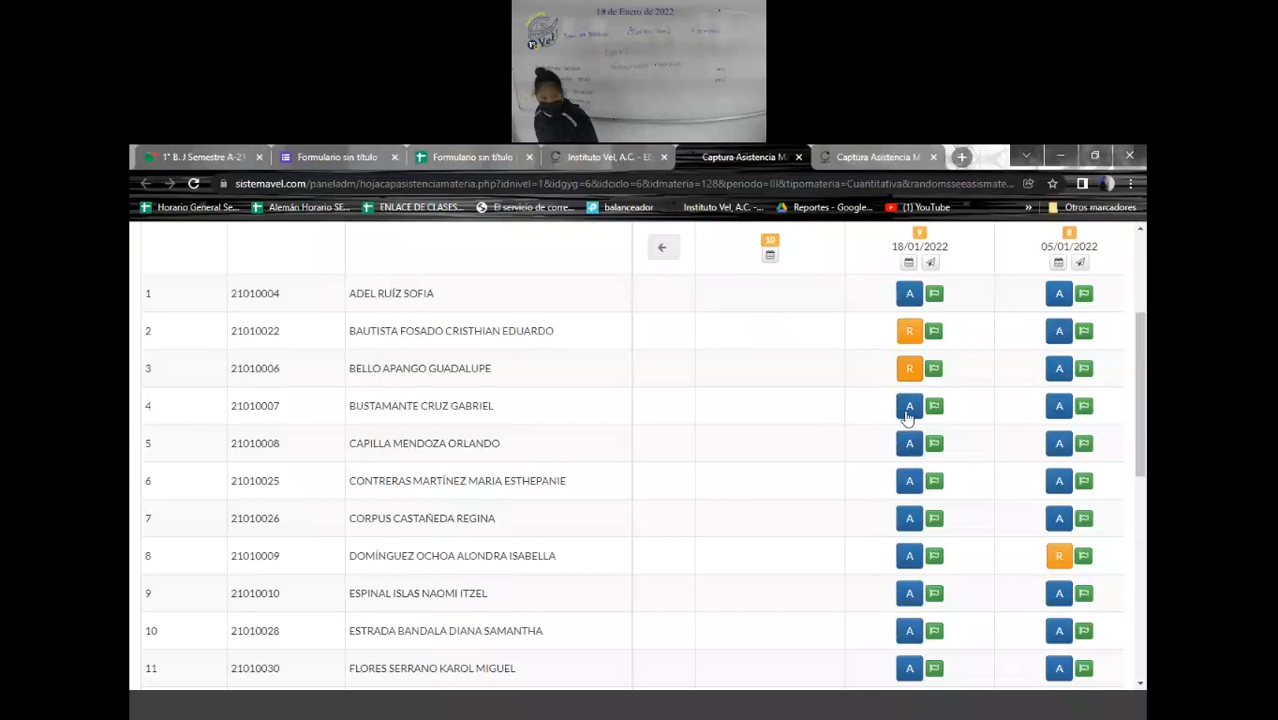 18 de Enero de 2022
Vel
1° B. J Semestre A-21 Formulario sin título Formulario sin título Instituto Vel, A.C. - ED Captura Asistencia M Captura Asistencia M
sistemavel.com/paneladm/hojacapasistenciamateria.php?idnivel=1&idgyg=6&idciclo=6&idmateria=128&periodo=III&tipomateria=Cuantitativa&randomsseeasismate...
Horario General Se... Alemán Horario SE... ENLACE DE CLASES... El servicio de corre... balanceador Instituto Vel, A.C. -... Reportes - Google... (1) YouTube » Otros marcadores
10 9 8
18/01/2022 05/01/2022
1 21010004 ADEL RUÍZ SOFIA A A
2 21010022 BAUTISTA FOSADO CRISTHIAN EDUARDO R A
3 21010006 BELLO APANGO GUADALUPE R A
4 21010007 BUSTAMANTE CRUZ GABRIEL A A
5 21010008 CAPILLA MENDOZA ORLANDO A A
6 21010025 CONTRERAS MARTÍNEZ MARIA ESTHEPANIE A A
7 21010026 CORPUS CASTAÑEDA REGINA A A
8 21010009 DOMÍNGUEZ OCHOA ALONDRA ISABELLA A R
9 21010010 ESPINAL ISLAS NAOMI ITZEL A A
10 21010028 ESTRADA BANDALA DIANA SAMANTHA A A
11 21010030 FLORES SERRANO KAROL MIGUEL A A